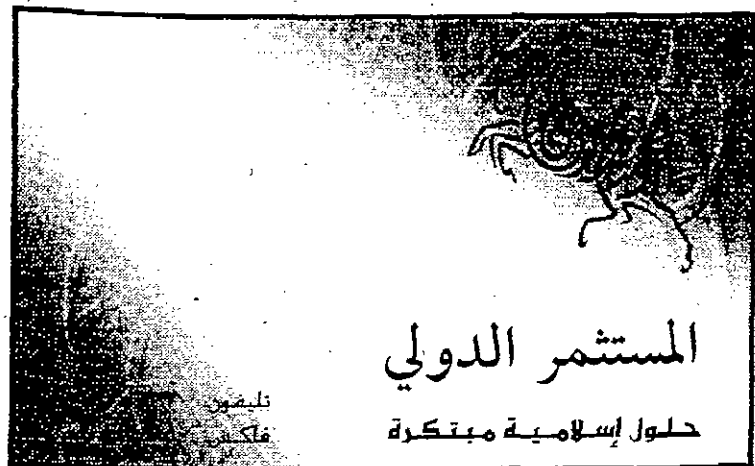 المستثمر الدولي
حلول إسلامية مبتكرة
تليفون
فاكس